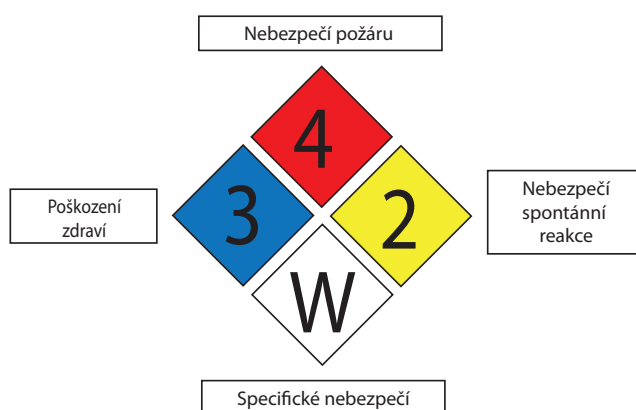 Nebezpečí požáru
4
Poškození
zdraví
3
2
Nebezpečí
spontánní
reakce
W
Specifické nebezpečí